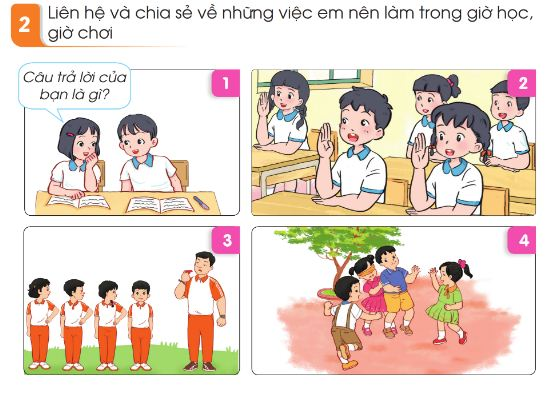 2
Liên hệ và chia sẻ về những việc em nên làm trong giờ học,
giờ chơi
Câu trả lời của
bạn là gì?
1
2
3
4